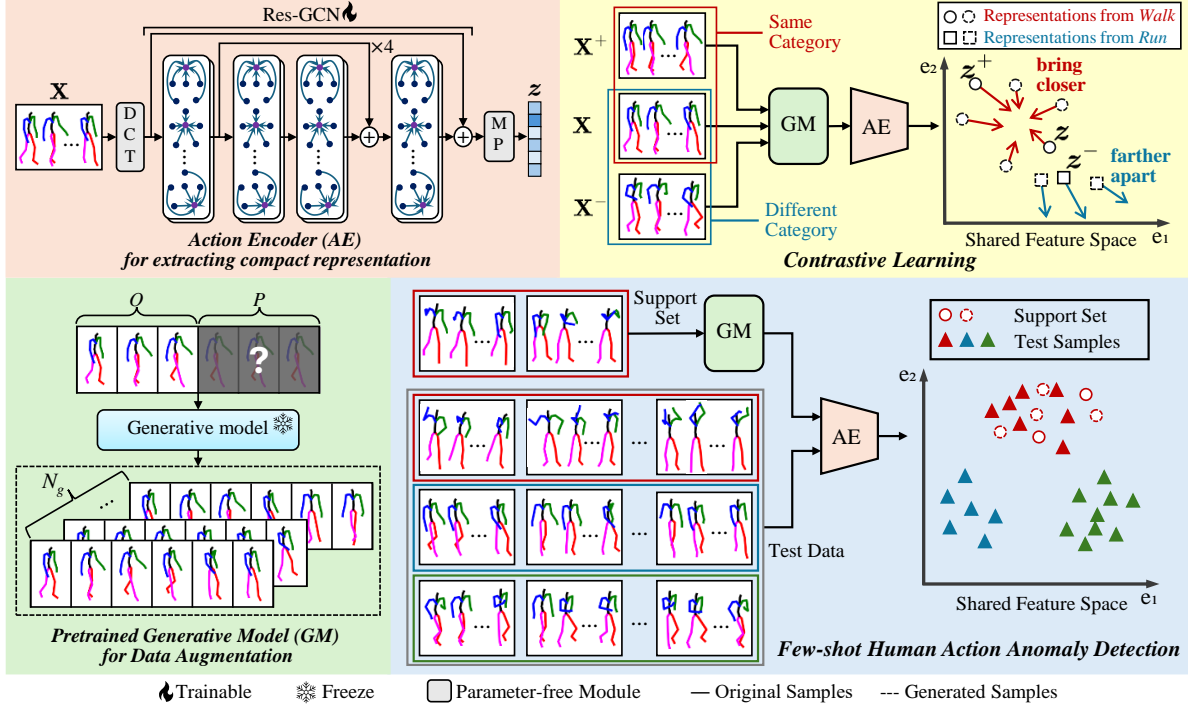 Res-GCN
×4
X
D
C
T
M
P
z
Action Encoder (AE)
for extracting compact representation
X+
X
X−
Same
Category
Different
Category
GM
AE
Representations from Walk
Representations from Run
e2
z+
bring
closer
z
z−
farther
apart
Shared Feature Space
e1
Contrastive Learning
O
P
?
Generative model
Ng
Pretrained Generative Model (GM)
for Data Augmentation
Support
Set
GM
AE
Test Data
Support Set
Test Samples
e2
Shared Feature Space
e1
Few-shot Human Action Anomaly Detection
Trainable
Freeze
Parameter-free Module
Original Samples
Generated Samples